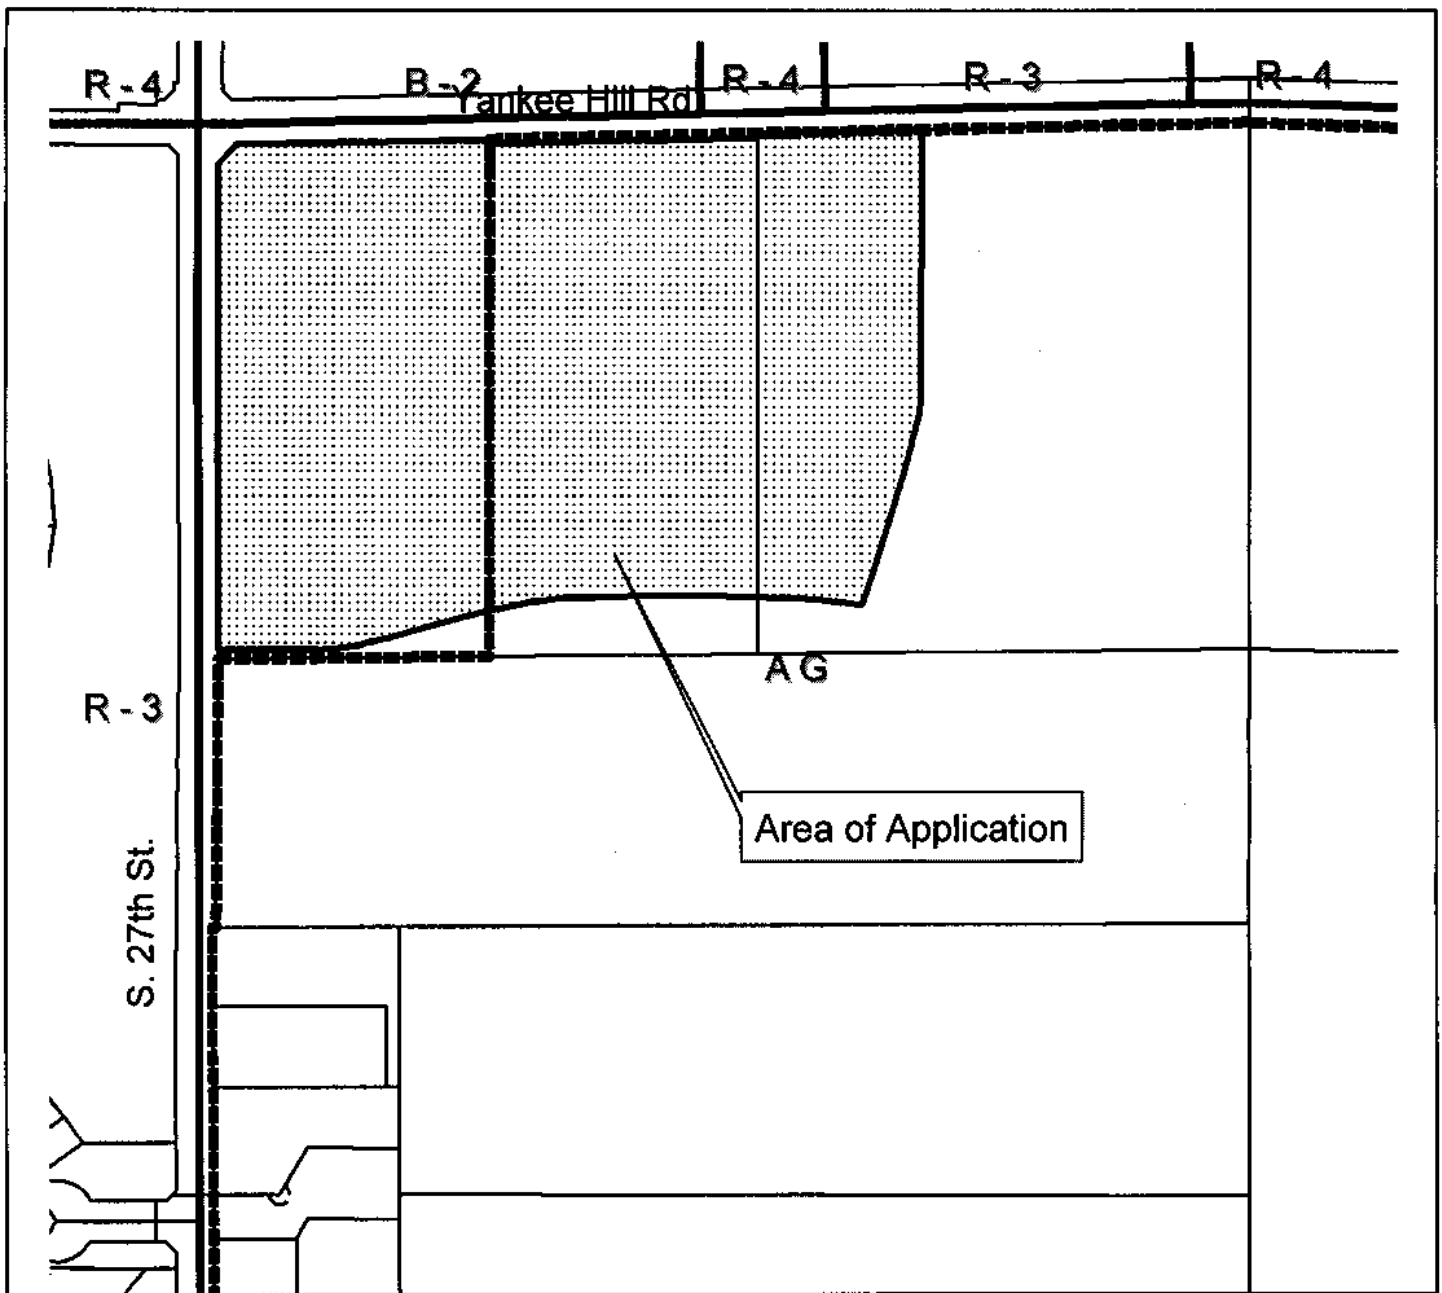 R - 4
B - 2
R - 4
R - 3
R - 4
Yankee Hill Rd
A G
R - 3
Area of Application
S. 27th St.